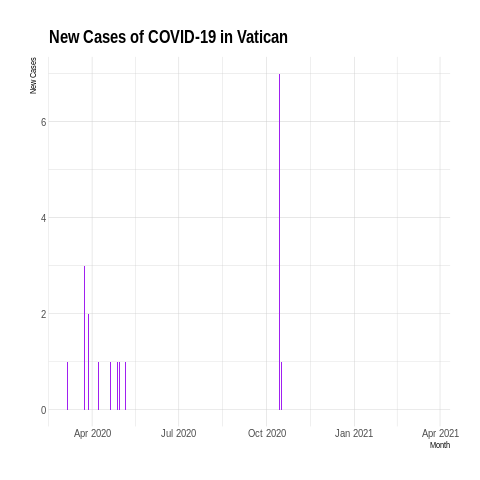 New Cases of COVID-19 in Vatican
New Cases
6
4
2
0
Apr 2020 Jul 2020 Oct 2020 Jan 2021 Apr 2021
Month